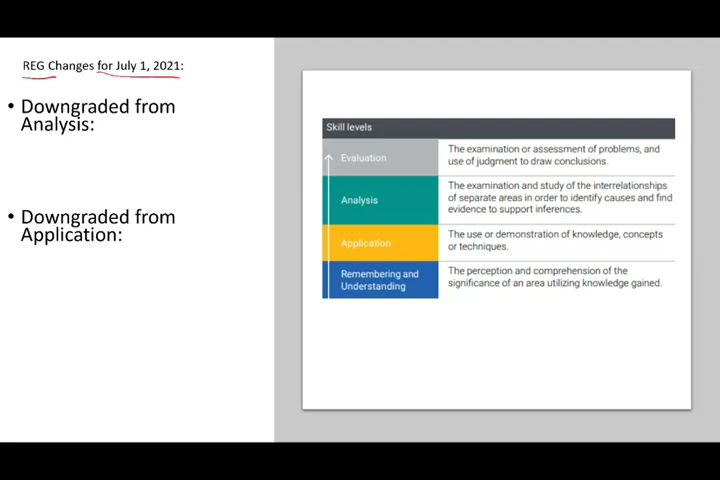 REG Changes for July 1, 2021:
• Downgraded from
Analysis:
• Downgraded from
Application:
Skill levels
Evaluation
The examination or assessment of problems, and
use of judgment to draw conclusions.
Analysis
The examination and study of the interrelationships
of separate areas in order to identify causes and find
evidence to support inferences.
Application
The use or demonstration of knowledge, concepts
or techniques.
Remembering and
Understanding
The perception and comprehension of the
significance of an area utilizing knowledge gained.